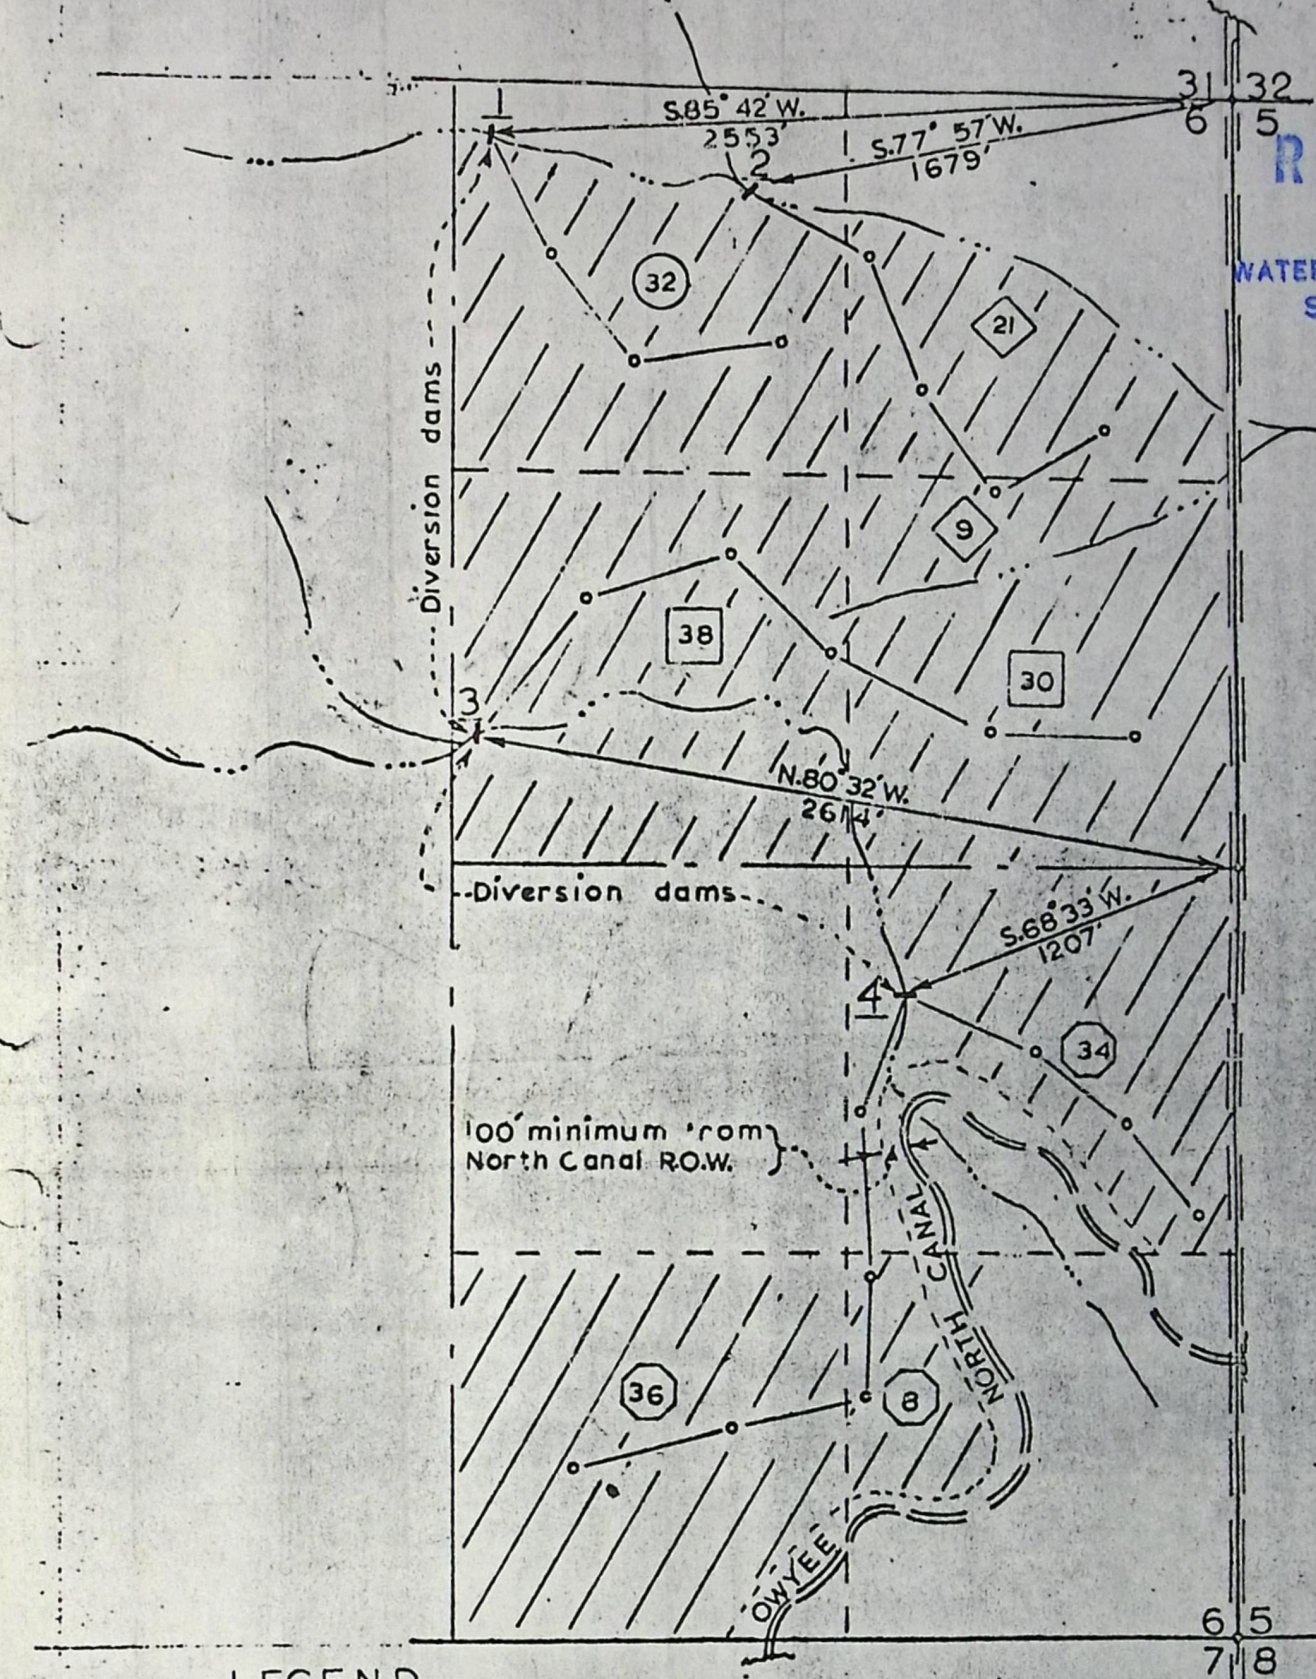 31 32
6 5
1
S.85° 42' W.
2553'
S.77° 57' W.
1679'
2
R
32
21
WATE
S
Diversion dams
9
38
30
3
N.80° 32' W.
2614'
Diversion dams
S.68° 33' W.
1207'
4
34
100' minimum 'rom
North Canal R.O.W.
36
8
OWYEE NORTH CANAL
6 5
7 8
LEGEND